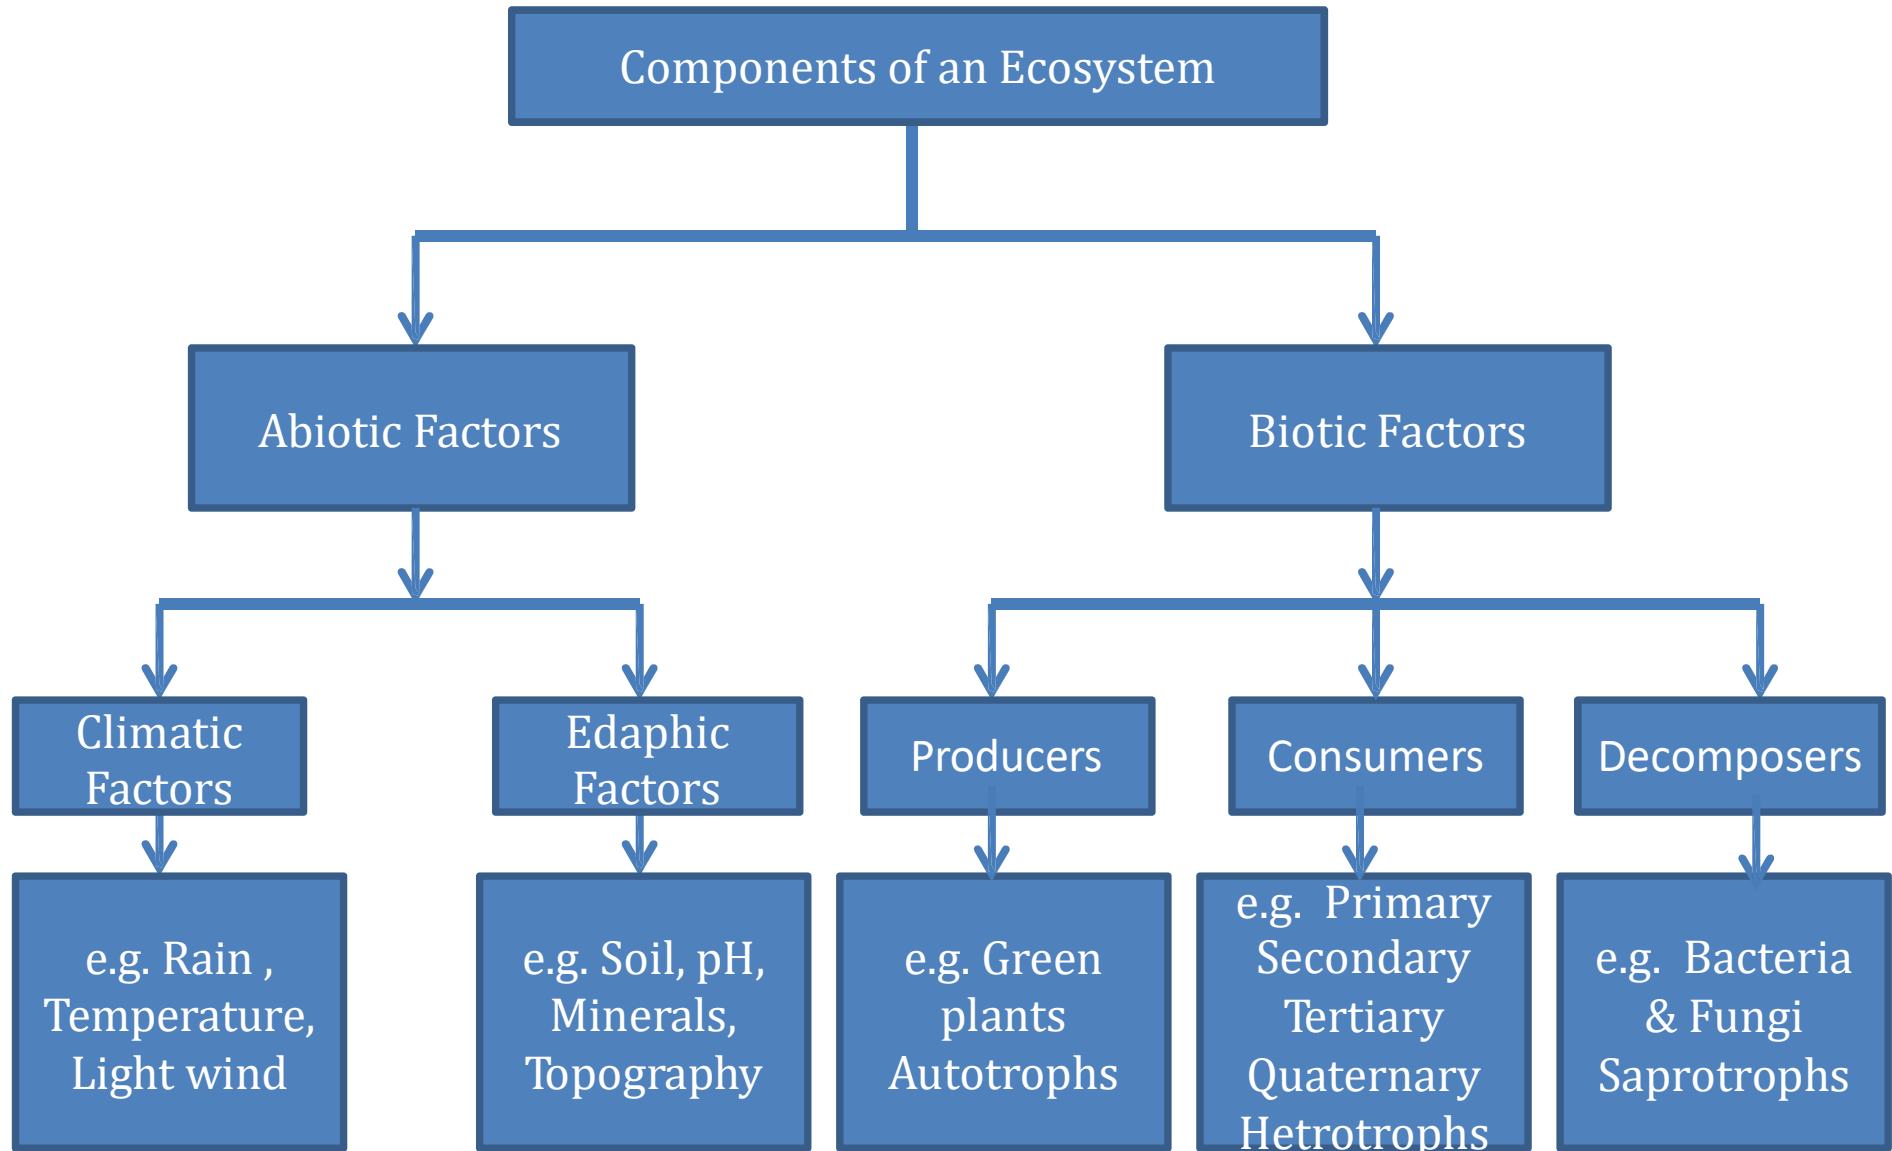 Components of an Ecosystem
Abiotic Factors
Biotic Factors
Climatic
Factors
Edaphic
Factors
Producers
Consumers
Decomposers
e.g. Rain ,
Temperature,
Light wind
e.g. Soil, pH,
Minerals,
Topography
e.g. Green
plants
Autotrophs
e.g. Primary
Secondary
Tertiary
Quaternary
Hetrotrophs
e.g. Bacteria
& Fungi
Saprotrophs